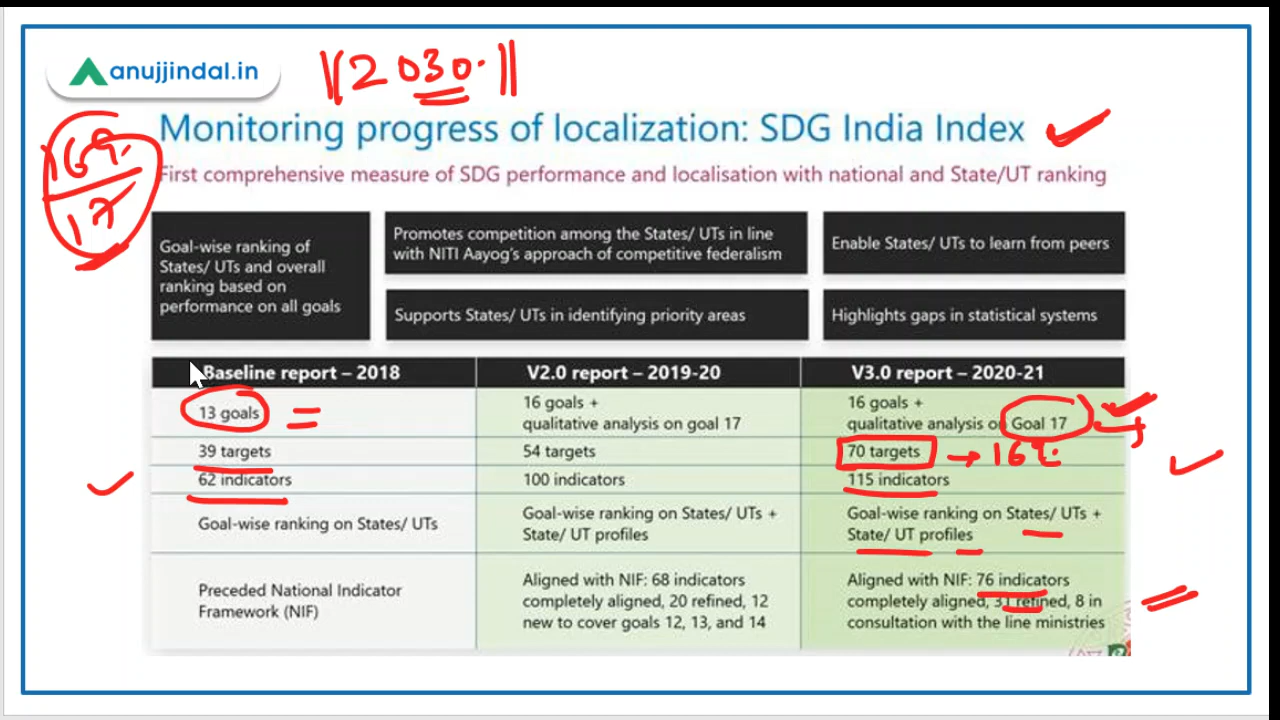 anujjindal.in
2030.
169.
17
Monitoring progress of localization: SDG India Index
First comprehensive measure of SDG performance and localisation with national and State/UT ranking
Goal-wise ranking of
States/ UTs and overall
ranking based on
performance on all goals
Promotes competition among the States/ UTs in line
with NITI Aayog's approach of competitive federalism
Enable States/ UTs to learn from peers
Supports States/ UTs in identifying priority areas
Highlights gaps in statistical systems
Baseline report – 2018
V2.0 report – 2019-20
V3.0 report – 2020-21
13 goals
16 goals +
qualitative analysis on goal 17
16 goals +
qualitative analysis on Goal 17
39 targets
54 targets
70 targets
62 indicators
100 indicators
115 indicators
Goal-wise ranking on States/ UTs
Goal-wise ranking on States/ UTs +
State/ UT profiles
Goal-wise ranking on States/ UTs +
State/ UT profiles
Preceded National Indicator
Framework (NIF)
Aligned with NIF: 68 indicators
completely aligned, 20 refined, 12
new to cover goals 12, 13, and 14
Aligned with NIF: 76 indicators
completely aligned, 31 refined, 8 in
consultation with the line ministries